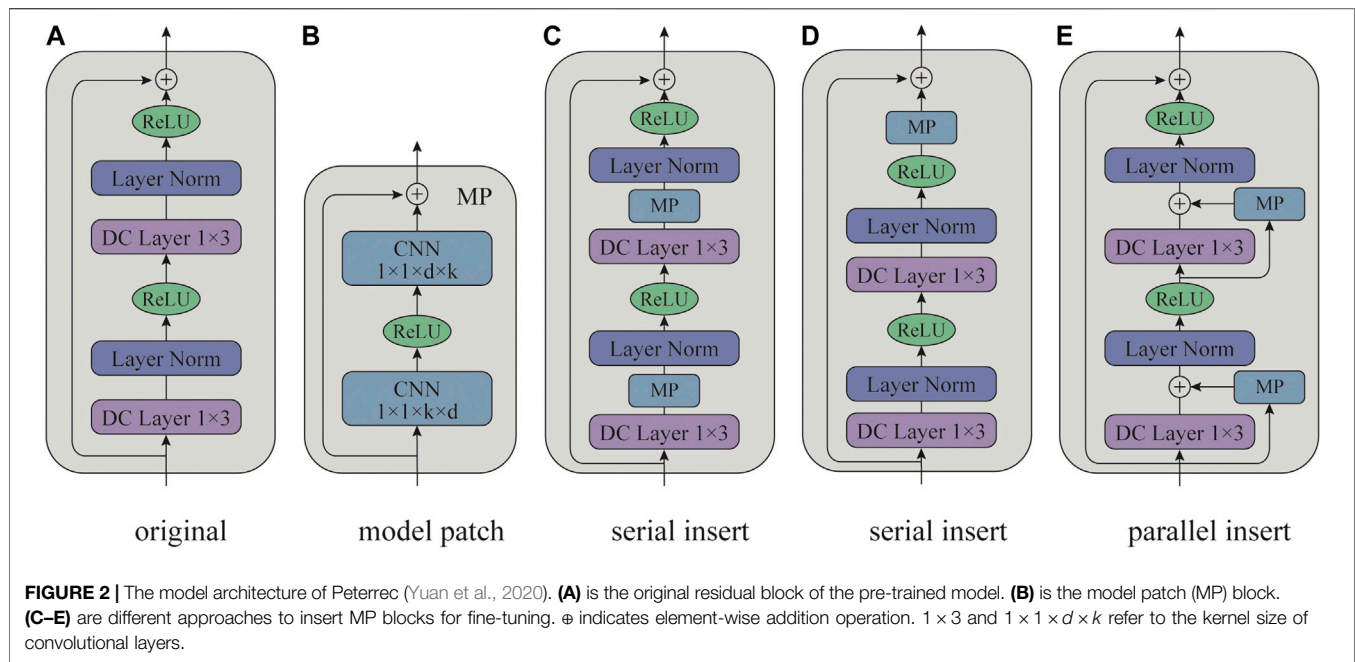 A
ReLU
Layer Norm
DC Layer 1×3
ReLU
Layer Norm
DC Layer 1×3
original
B
MP
CNN
1×1×d×k
ReLU
CNN
1×1×k×d
model patch
C
ReLU
Layer Norm
MP
DC Layer 1×3
ReLU
Layer Norm
MP
DC Layer 1×3
serial insert
D
MP
ReLU
Layer Norm
DC Layer 1×3
ReLU
Layer Norm
DC Layer 1×3
serial insert
E
ReLU
Layer Norm
MP
DC Layer 1×3
ReLU
Layer Norm
MP
DC Layer 1×3
parallel insert
FIGURE 2 | The model architecture of Peterrec (Yuan et al., 2020). (A) is the original residual block of the pre-trained model. (B) is the model patch (MP) block.
(C–E) are different approaches to insert MP blocks for fine-tuning. ⊕ indicates element-wise addition operation. 1 × 3 and 1 × 1 × d × k refer to the kernel size of
convolutional layers.